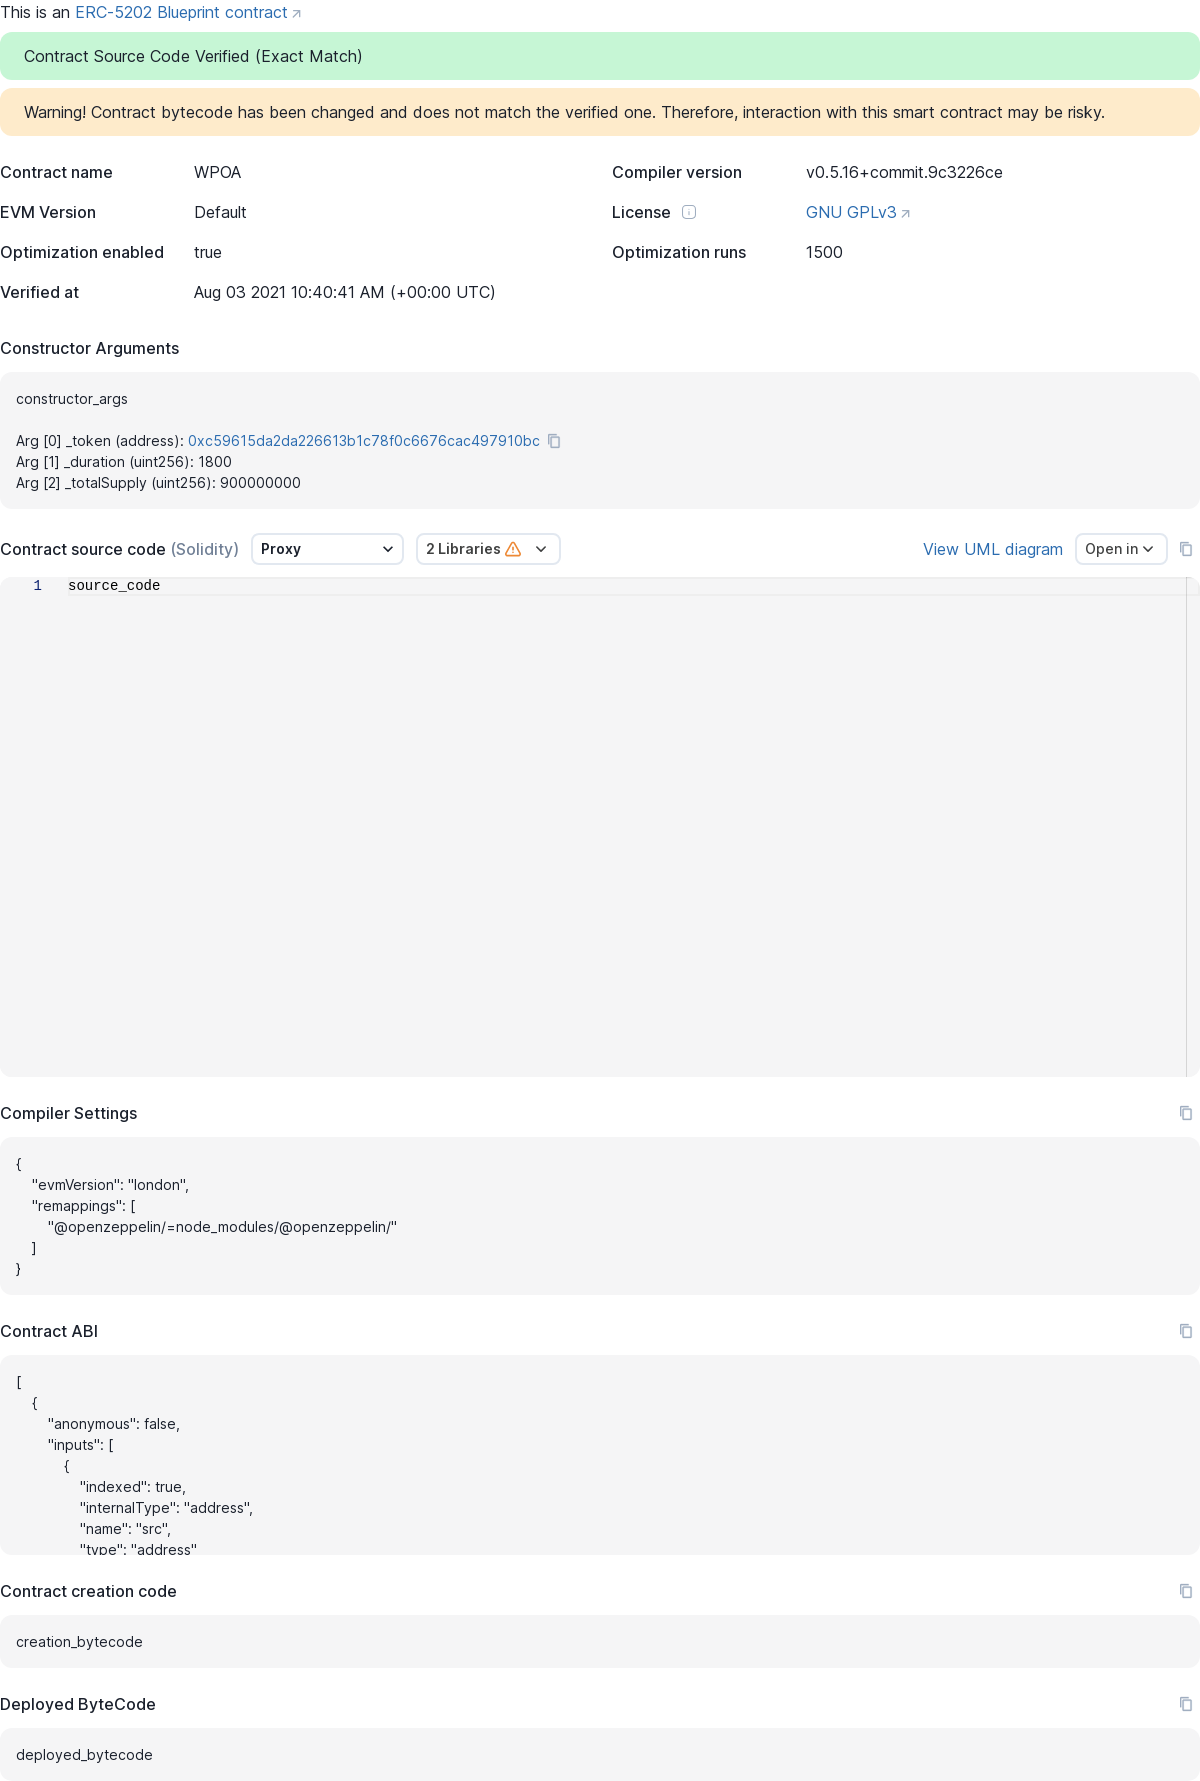 This is an ERC-5202 Blueprint contract
Contract Source Code Verified (Exact Match)
Warning! Contract bytecode has been changed and does not match the verified one. Therefore, interaction with this smart contract may be risky.
Contract name WPOA Compiler version v0.5.16+commit.9c3226ce
EVM Version Default License GNU GPLv3
Optimization enabled true Optimization runs 1500
Verified at Aug 03 2021 10:40:41 AM (+00:00 UTC)
Constructor Arguments
constructor_args
Arg [0] _token (address): 0xc59615da2da226613b1c78f0c6676cac497910bc
Arg [1] _duration (uint256): 1800
Arg [2] _totalSupply (uint256): 900000000
Contract source code (Solidity) Proxy 2 Libraries View UML diagram Open in
1 source_code
Compiler Settings
{
"evmVersion": "london",
"remappings": [
"@openzeppelin/=node_modules/@openzeppelin/"
]
}
Contract ABI
[
{
"anonymous": false,
"inputs": [
{
"indexed": true,
"internalType": "address",
"name": "src",
"type": "address"
Contract creation code
creation_bytecode
Deployed ByteCode
deployed_bytecode